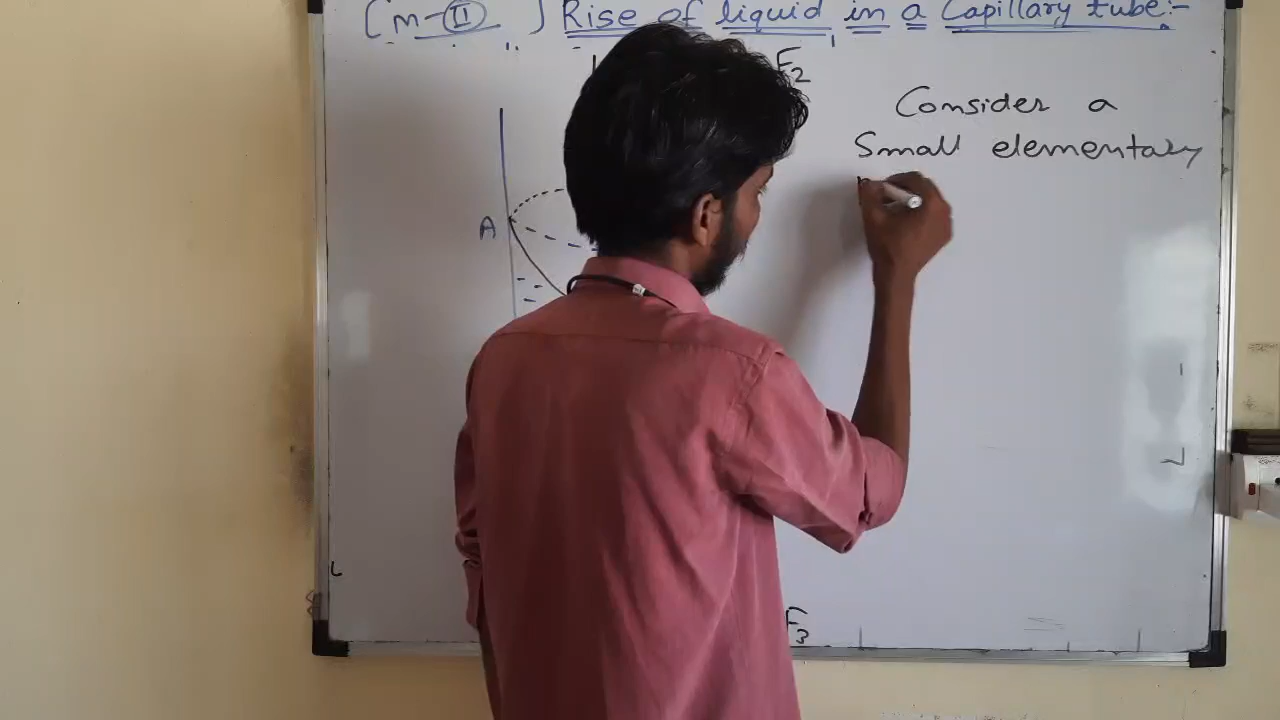 [M-II ] Rise of liquid in a Capillary tube:-
F2
Consider a
Small elementary
A
F3